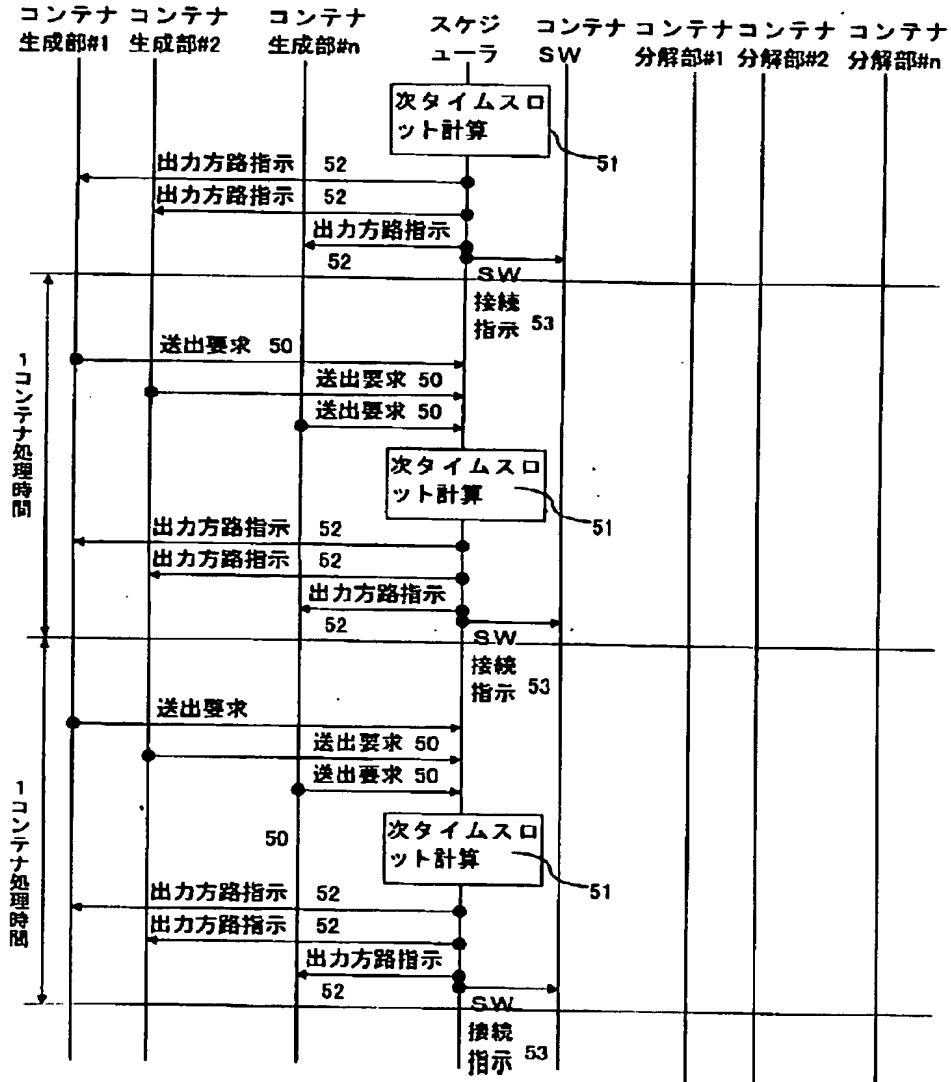 コンテナ 生成部#1
コンテナ 生成部#2
コンテナ 生成部#n
スケジューラ
コンテナ SW
コンテナ 分解部#1
コンテナ 分解部#2
コンテナ 分解部#n
次タイムスロ
ット計算
51
出力方路指示 52
出力方路指示 52
出力方路指示
52
SW
接続
指示 53
1コンテナ処理時間
送出要求 50
送出要求 50
送出要求 50
次タイムスロ
ット計算
51
出力方路指示 52
出力方路指示 52
出力方路指示
52
SW
接続
指示 53
1コンテナ処理時間
送出要求
送出要求 50
送出要求 50
50
次タイムスロ
ット計算
51
出力方路指示 52
出力方路指示 52
出力方路指示
52
SW
接続
指示 53